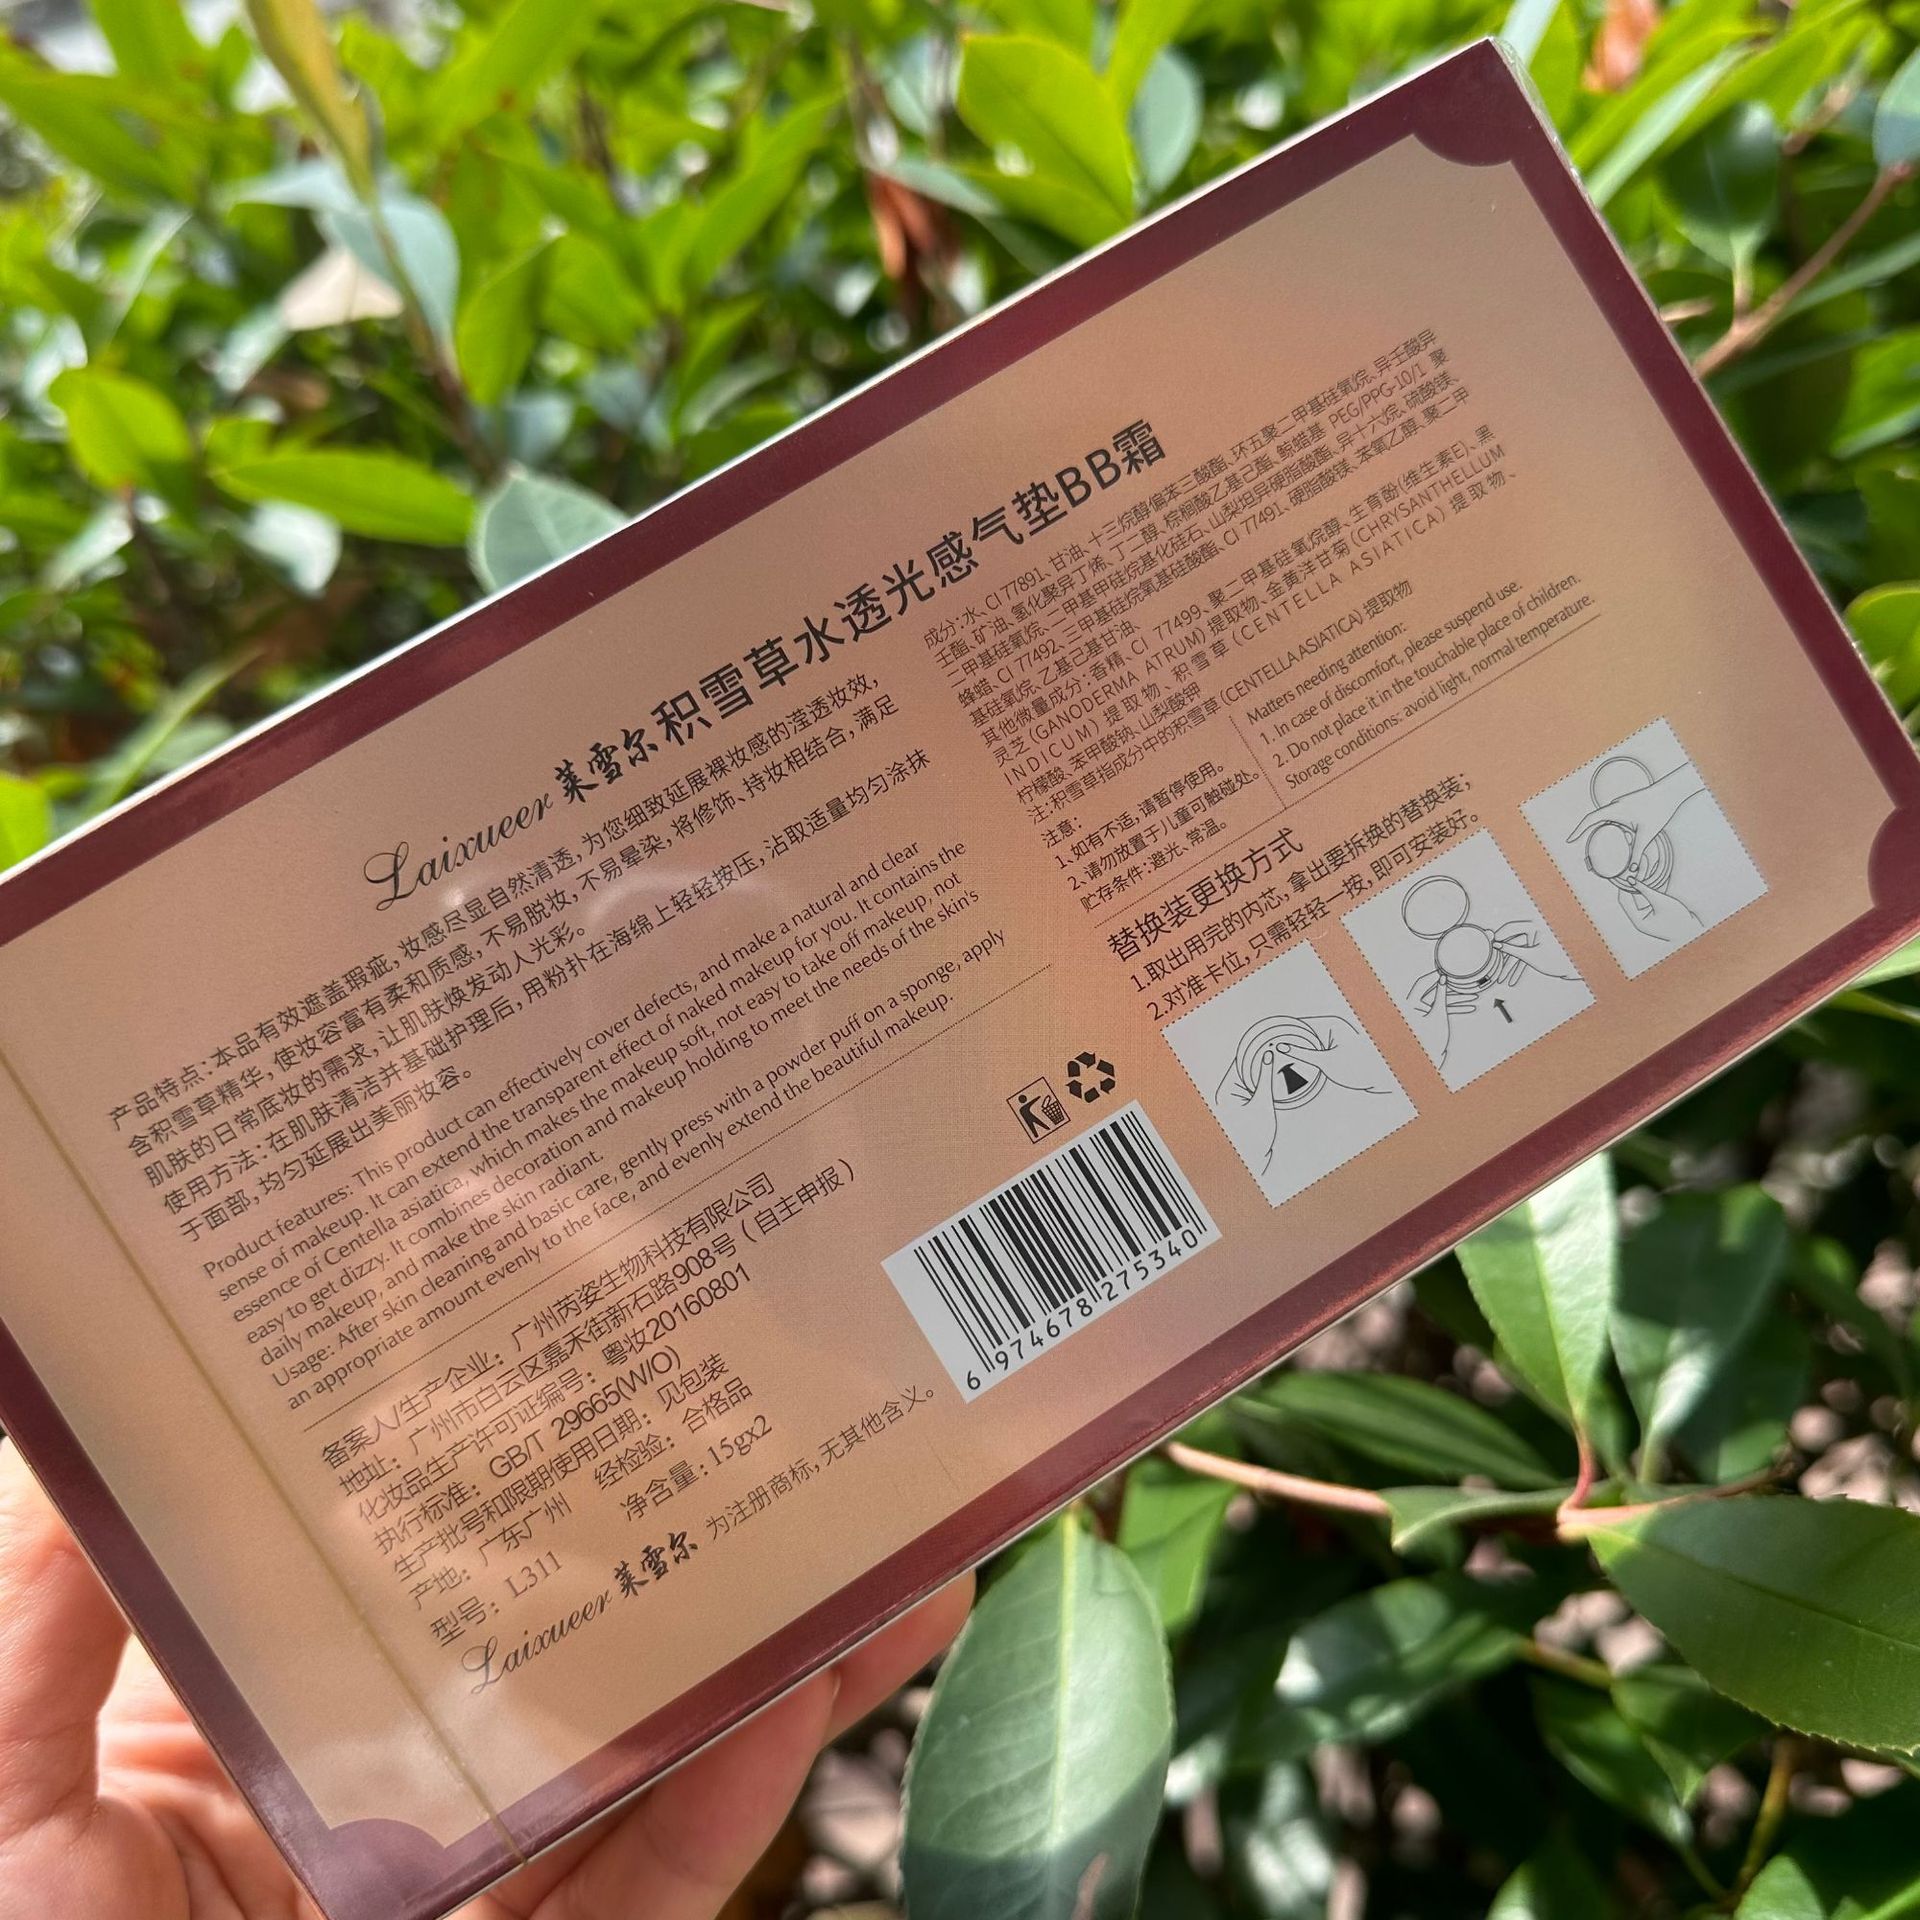 Laixueer 莱雪尔积雪草水透光感气垫BB霜
产品特点:本品有效遮盖瑕疵,妆感尽显自然清透,为您细致延展裸妆感的滢透妆效,
含积雪草精华,使妆容富有柔和质感,不易脱妆,不易晕染,将修饰、持妆相结合,满足
肌肤的日常底妆的需求,让肌肤焕发动人光彩。
使用方法:在肌肤清洁并基础护理后,用粉扑在海绵上轻轻按压,沾取适量均匀涂抹
于面部,均匀延展出美丽妆容。
Product features: This product can effectively cover defects, and make a natural and clear
sense of makeup. It can extend the transparent effect of naked makeup for you. It contains the
essence of Centella asiatica, which makes the makeup soft, not easy to take off makeup, not
easy to get dizzy. It combines decoration and makeup holding to meet the needs of the skin's
daily makeup, and make the skin radiant.
Usage: After skin cleaning and basic care, gently press with a powder puff on a sponge, apply
an appropriate amount evenly to the face, and evenly extend the beautiful makeup.
备案人/生产企业:广州芮姿生物科技有限公司
地址:广州市白云区嘉禾街新石路908号(自主申报)
化妆品生产许可证编号:粤妆20160801
执行标准:GB/T 29665(W/O)
生产批号和限期使用日期:见包装
产地:广东广州 经检验:合格品
型号:L311 净含量:15gx2
Laixueer 莱雪尔 为注册商标,无其他含义。
6 974678 275340
成分:水、CI 77891、甘油、十三烷醇偏苯三酸酯、环五聚二甲基硅氧烷、异壬酸异
壬酯、矿油、氢化聚异丁烯、丁二醇、棕榈酸乙基己酯、鲸蜡基 PEG/PPG-10/1 聚
二甲基硅氧烷、二甲基甲硅烷基化硅石、山梨坦异硬脂酸酯、异十六烷、硫酸镁、
蜂蜡、CI 77492、三甲基硅烷氧基硅酸酯、CI 77491、硬脂酸镁、苯氧乙醇、聚二甲
基硅氧烷、乙基己基甘油、
其他微量成分:香精、CI 77499、聚二甲基硅氧烷醇、生育酚(维生素E)、黑
灵芝(GANODERMA ATRUM)提取物、金黄洋甘菊(CHRYSANTHELLUM
INDICUM)提取物、积雪草(CENTELLA ASIATICA)提取物、
柠檬酸、苯甲酸钠、山梨酸钾
注:积雪草指成分中的积雪草(CENTELLA ASIATICA)提取物
注意:
1、如有不适,请暂停使用。
2、请勿放置于儿童可触碰处。
贮存条件:避光、常温。
Matters needing attention:
1. In case of discomfort, please suspend use.
2. Do not place it in the touchable place of children.
Storage conditions: avoid light, normal temperature.
替换装更换方式
1.取出用完的内芯,拿出要拆换的替换装;
2.对准卡位,只需轻轻一按,即可安装好。